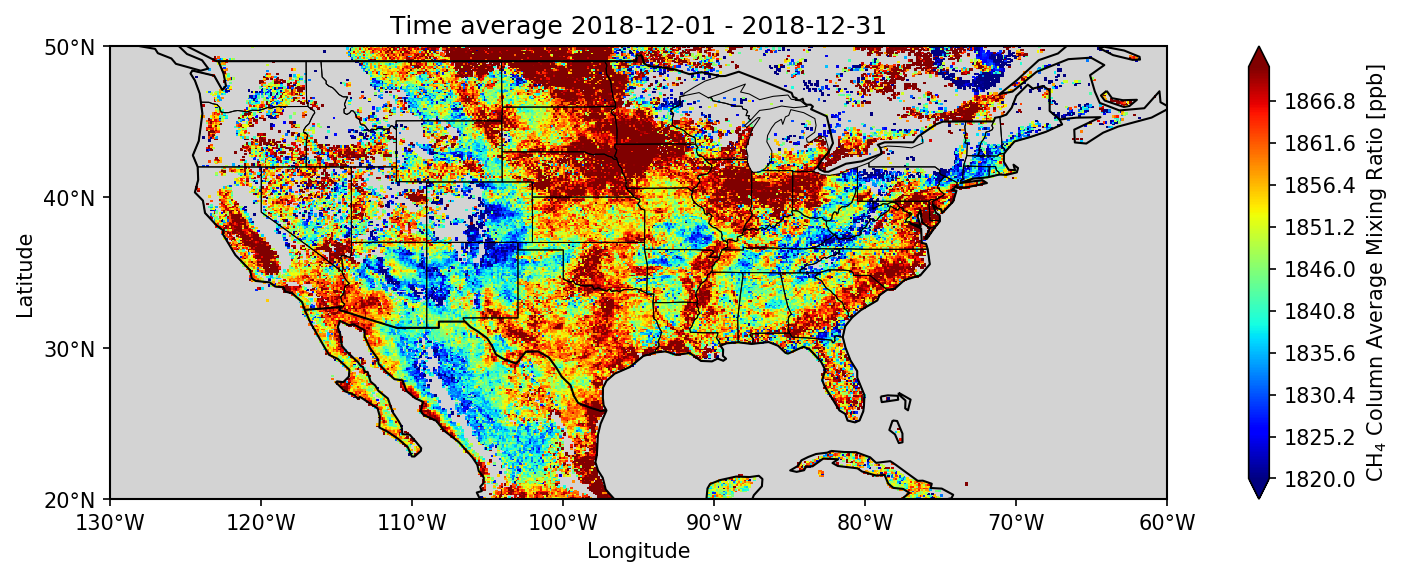 Time average 2018-12-01 - 2018-12-31
50°N
40°N
30°N
20°N
Latitude
130°W
120°W
110°W
100°W
90°W
80°W
70°W
60°W
Longitude
1866.8
1861.6
1856.4
1851.2
1846.0
1840.8
1835.6
1830.4
1825.2
1820.0
CH₄ Column Average Mixing Ratio [ppb]